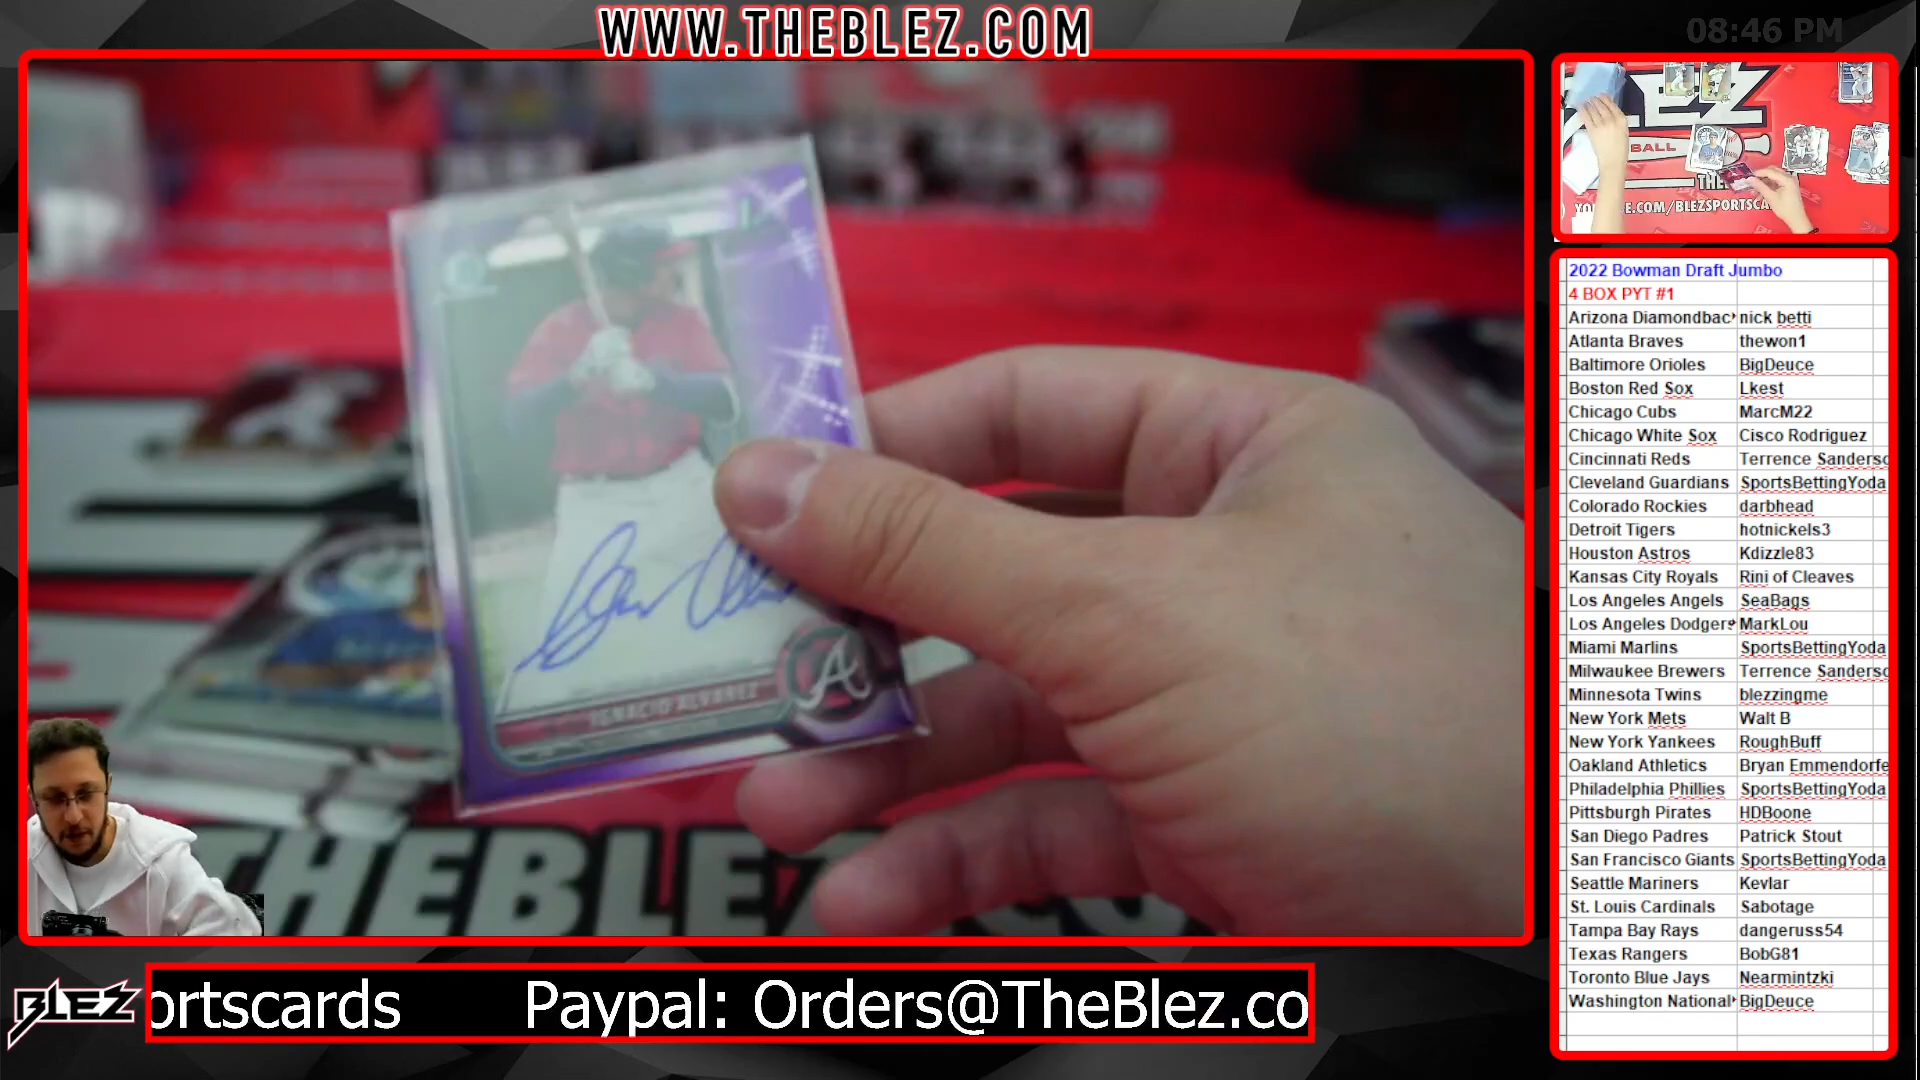 WWW.THEBLEZ.COM
08:46 PM
IGNACIO ALVAREZ
A
THEBLEZ.CO
BALL
THE
YO E.COM/BLEZSPORTSCA
2022 Bowman Draft Jumbo
4 BOX PYT #1
Arizona Diamondbac nick betti
Atlanta Braves thewon1
Baltimore Orioles BigDeuce
Boston Red Sox Lkest
Chicago Cubs MarcM22
Chicago White Sox Cisco Rodriguez
Cincinnati Reds Terrence Sanderso
Cleveland Guardians SportsBettingYoda
Colorado Rockies darbhead
Detroit Tigers hotnickels3
Houston Astros Kdizzle83
Kansas City Royals Rini of Cleaves
Los Angeles Angels SeaBags
Los Angeles Dodgers MarkLou
Miami Marlins SportsBettingYoda
Milwaukee Brewers Terrence Sanderso
Minnesota Twins blezzingme
New York Mets Walt B
New York Yankees RoughBuff
Oakland Athletics Bryan Emmendorfe
Philadelphia Phillies SportsBettingYoda
Pittsburgh Pirates HDBoone
San Diego Padres Patrick Stout
San Francisco Giants SportsBettingYoda
Seattle Mariners Kevlar
St. Louis Cardinals Sabotage
Tampa Bay Rays dangeruss54
Texas Rangers BobG81
Toronto Blue Jays Nearmintzki
Washington National BigDeuce
BLEZ
ortscards Paypal: Orders@TheBlez.co